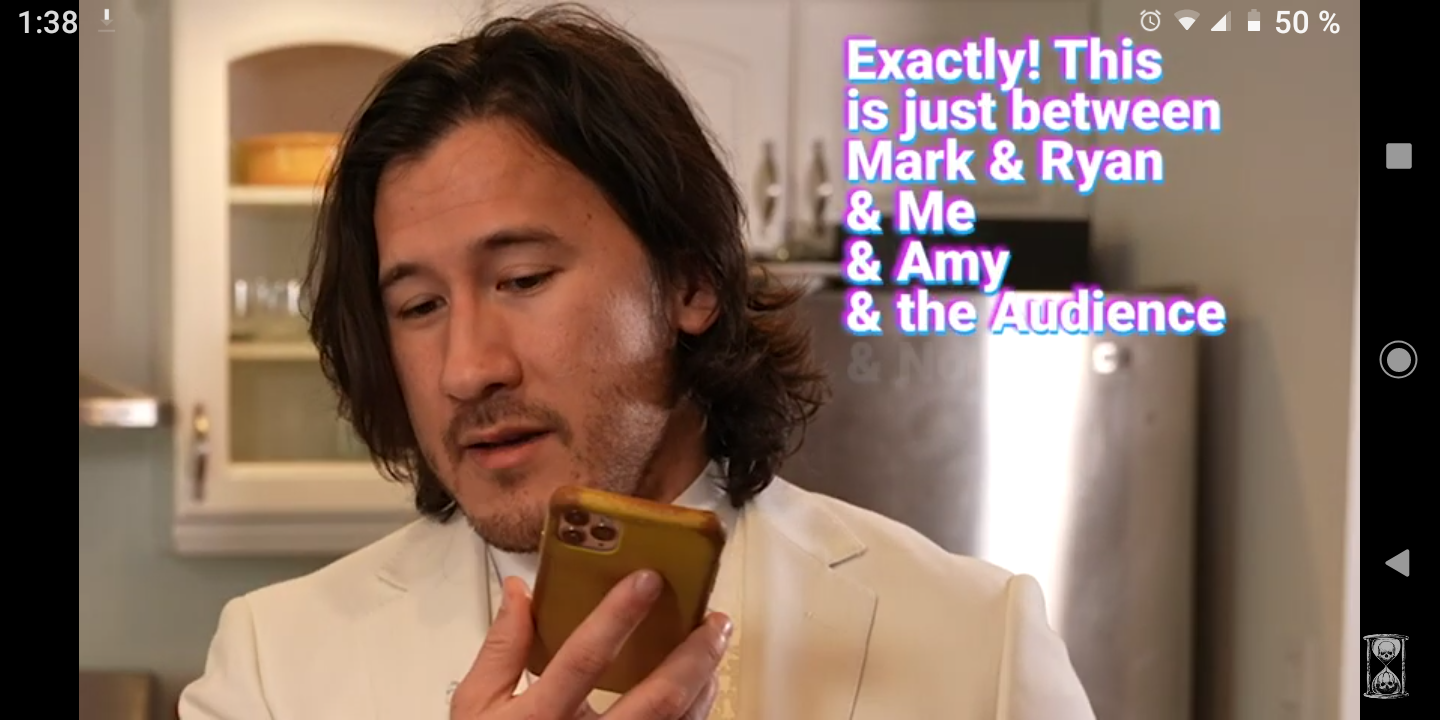 1:38
50 %
Exactly! This
is just between
Mark & Ryan
& Me
& Amy
& the Audience
&